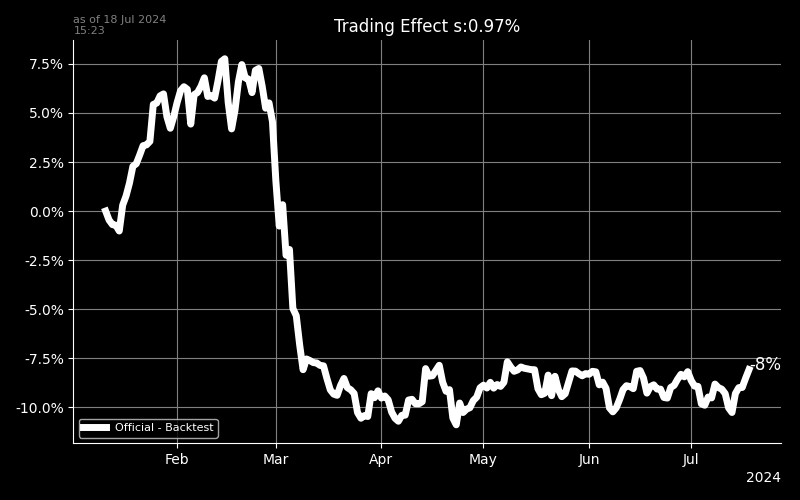 as of 18 Jul 2024
15:23
Trading Effect s:0.97%
7.5%
5.0%
2.5%
0.0%
-2.5%
-5.0%
-7.5%
-10.0%
-8%
Official - Backtest
Feb Mar Apr May Jun Jul
2024